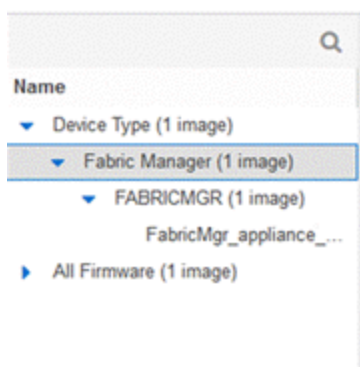 Name
Device Type (1 image)
Fabric Manager (1 image)
FABRICMGR (1 image)
FabricMgr_appliance_...
All Firmware (1 image)